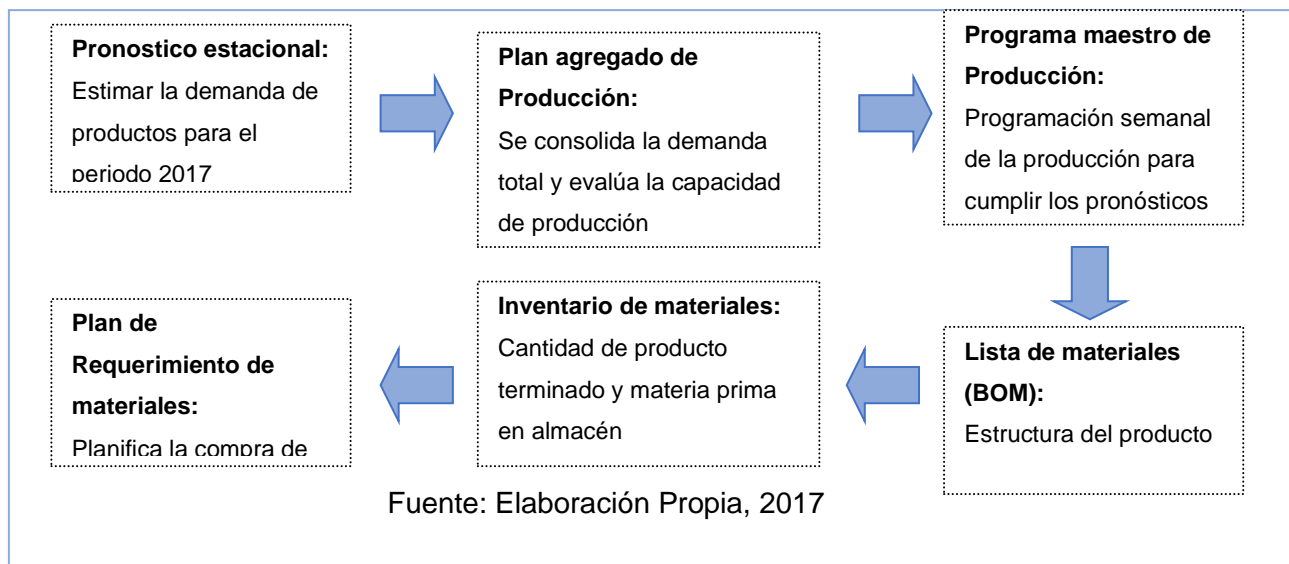 Pronostico estacional:
Estimar la demanda de
productos para el
periodo 2017
Plan agregado de
Producción:
Se consolida la demanda
total y evalúa la capacidad
de producción
Programa maestro de
Producción:
Programación semanal
de la producción para
cumplir los pronósticos
Lista de materiales
(BOM):
Estructura del producto
Inventario de materiales:
Cantidad de producto
terminado y materia prima
en almacén
Plan de
Requerimiento de
materiales:
Planifica la compra de
Fuente: Elaboración Propia, 2017